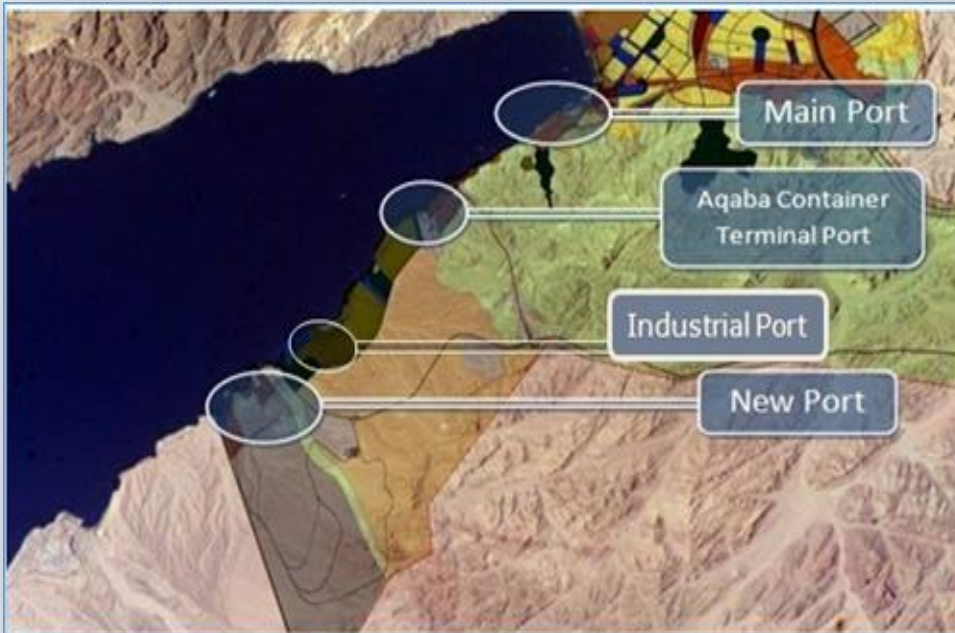 Main Port
Aqaba Container
Terminal Port
Industrial Port
New Port